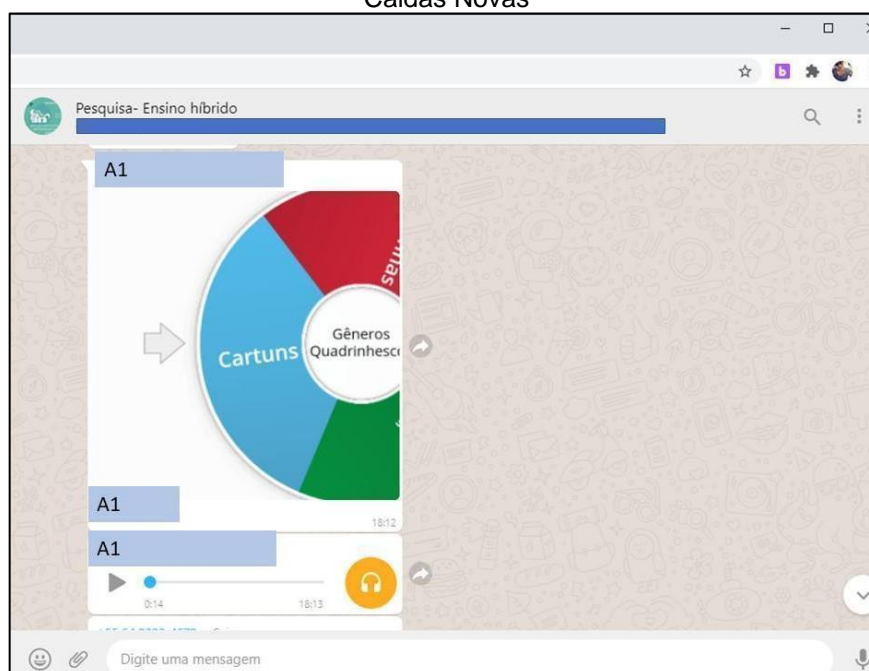 Caldas Novas
Pesquisa- Ensino híbrido
A1
Cartuns
Gêneros
Quadrinhesc
A1
18:12
A1
0:14
18:13
Digite uma mensagem